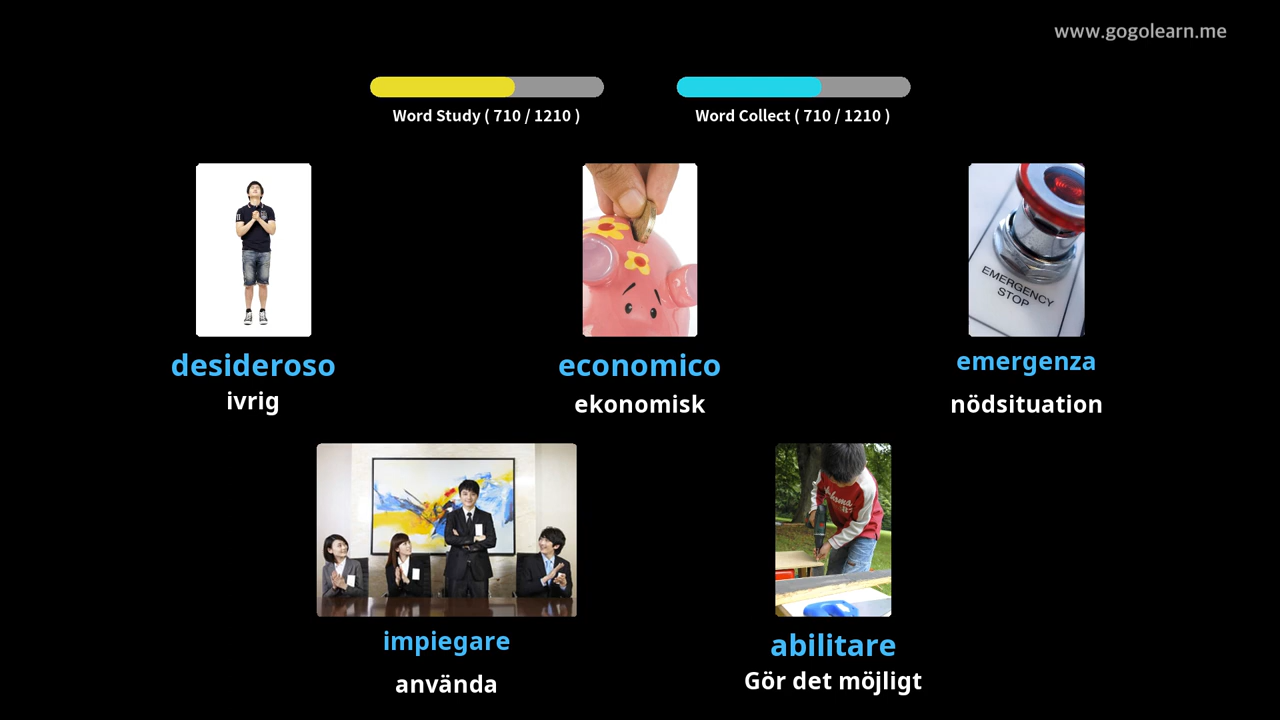 www.gogolearn.me
Word Study ( 710 / 1210 )
Word Collect ( 710 / 1210 )
EMERGENCY
STOP
desideroso
ivrig
economico
ekonomisk
emergenza
nödsituation
impiegare
använda
abilitare
Gör det möjligt